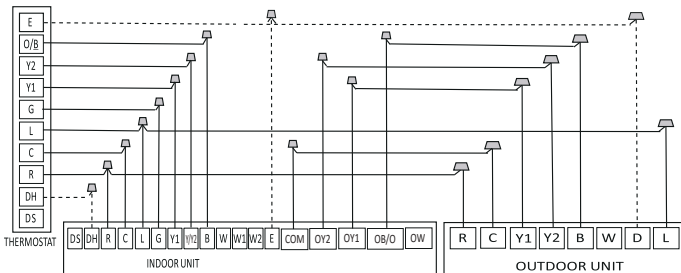 E
O/B
Y2
Y1
G
L
C
R
DH
DS
THERMOSTAT
DS DH R C L G Y1 Y/Y2 B W W1 W2 E COM OY2 OY1 OB/O OW
INDOOR UNIT
R C Y1 Y2 B W D L
OUTDOOR UNIT